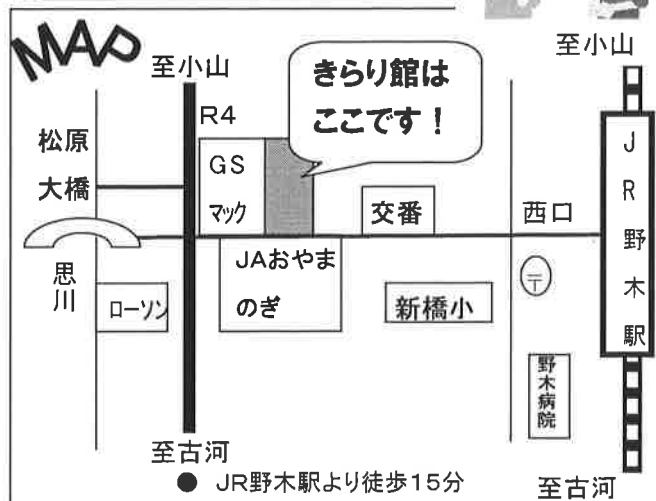 MAP
至小山
至小山
きらり館は
ここです!
R4
松原
大橋
GS
マック
交番
西口
JR野木駅
思川
ローソン
JAおやま
のぎ
新橋小
〒
野木病院
至古河
● JR野木駅より徒歩15分
至古河